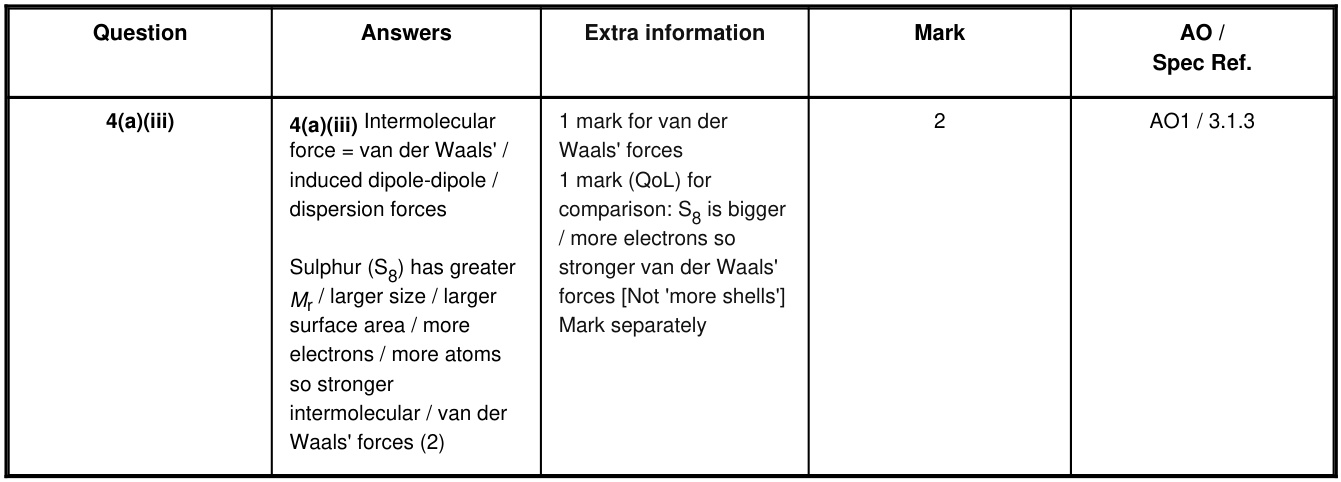 Question
Answers
Extra information
Mark
AO /
Spec Ref.
4(a)(iii)
4(a)(iii) Intermolecular
force = van der Waals' /
induced dipole-dipole /
dispersion forces
Sulphur (S8) has greater
Mr / larger size / larger
surface area / more
electrons / more atoms
so stronger
intermolecular / van der
Waals' forces (2)
1 mark for van der
Waals' forces
1 mark (QoL) for
comparison: S8 is bigger
/ more electrons so
stronger van der Waals'
forces [Not 'more shells']
Mark separately
2
AO1 / 3.1.3